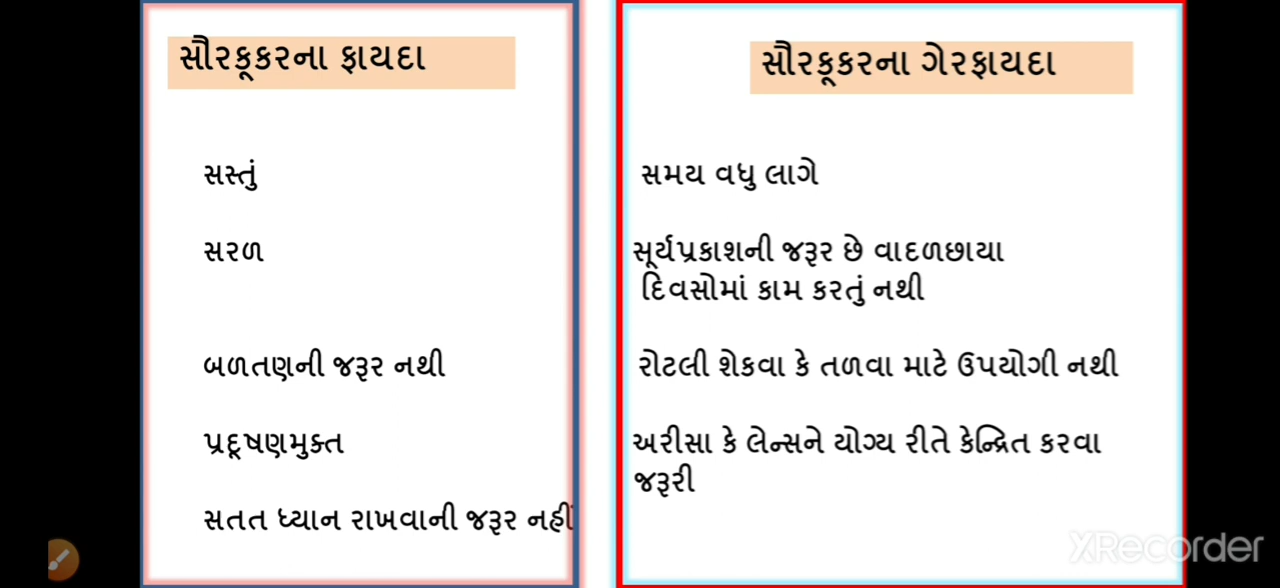 સૌરકૂકરના ફાયદા
સસ્તું
સરળ
બળતણની જરૂર નથી
પ્રદૂષણમુક્ત
સતત ધ્યાન રાખવાની જરૂર નહીં
સૌરકૂકરના ગેરફાયદા
સમય વધુ લાગે
સૂર્યપ્રકાશની જરૂર છે વાદળછાયા
દિવસોમાં કામ કરતું નથી
રોટલી શેકવા કે તળવા માટે ઉપયોગી નથી
અરીસા કે લેન્સને યોગ્ય રીતે કેન્દ્રિત કરવા
જરૂરી
XRecorder